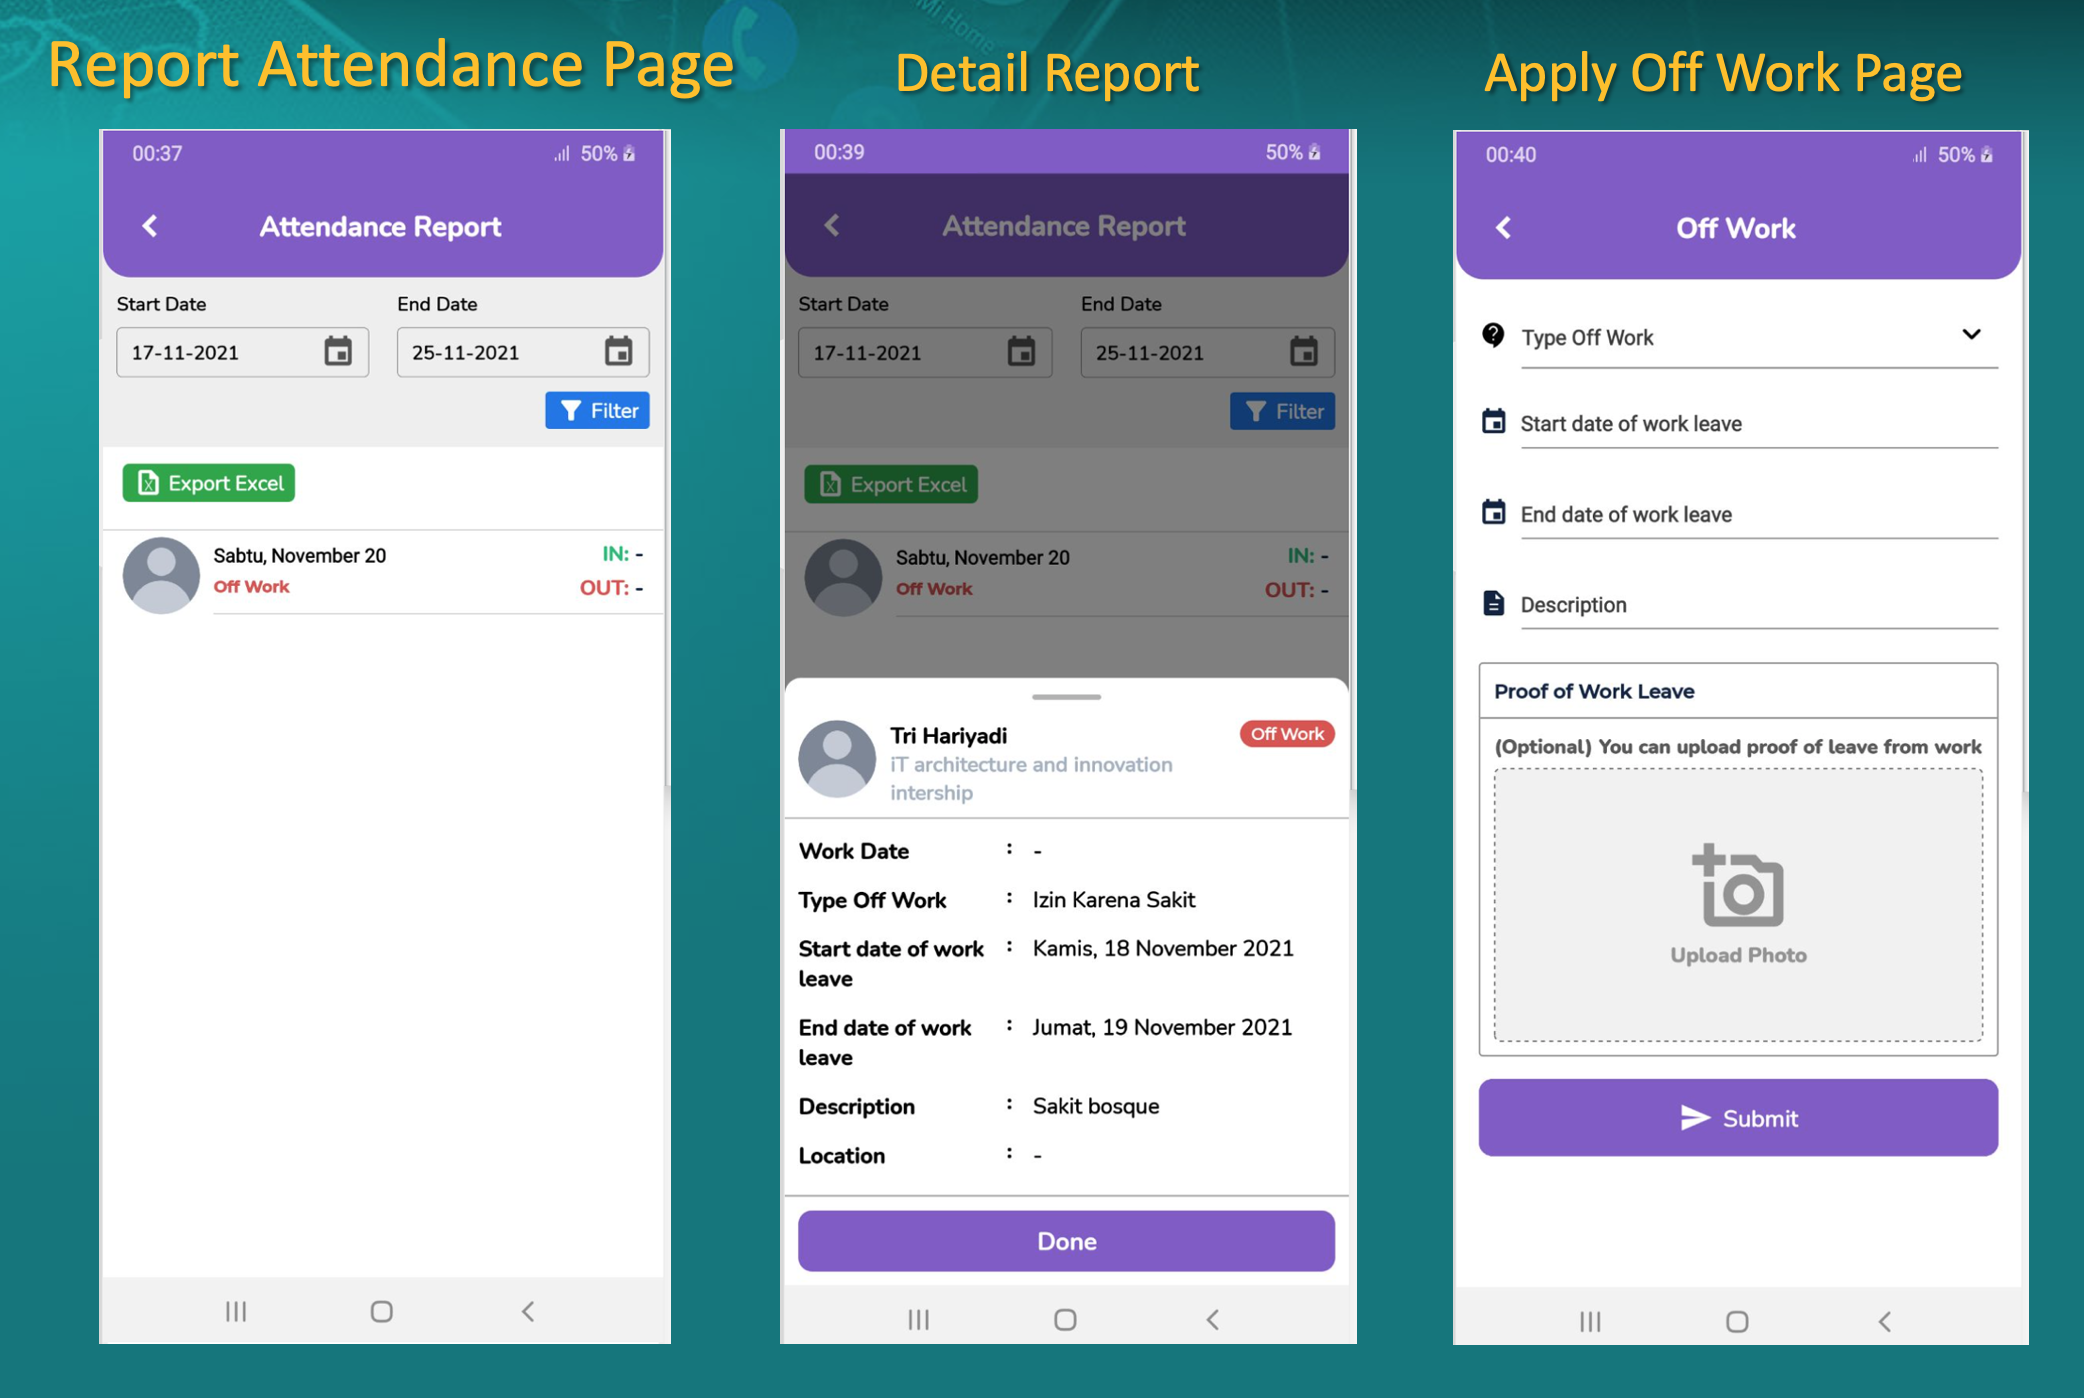 Mi Home
Report Attendance Page
Detail Report
Apply Off Work Page
00:37
50%
Attendance Report
Start Date
End Date
17-11-2021
25-11-2021
Filter
Export Excel
Sabtu, November 20
IN: -
Off Work
OUT: -
00:39
50%
Attendance Report
Start Date
End Date
17-11-2021
25-11-2021
Filter
Export Excel
Sabtu, November 20
IN: -
Off Work
OUT: -
Tri Hariyadi
Off Work
iT architecture and innovation
intership
Work Date : -
Type Off Work : Izin Karena Sakit
Start date of work : Kamis, 18 November 2021
leave
End date of work : Jumat, 19 November 2021
leave
Description : Sakit bosque
Location : -
Done
00:40
50%
Off Work
Type Off Work
Start date of work leave
End date of work leave
Description
Proof of Work Leave
(Optional) You can upload proof of leave from work
Upload Photo
Submit